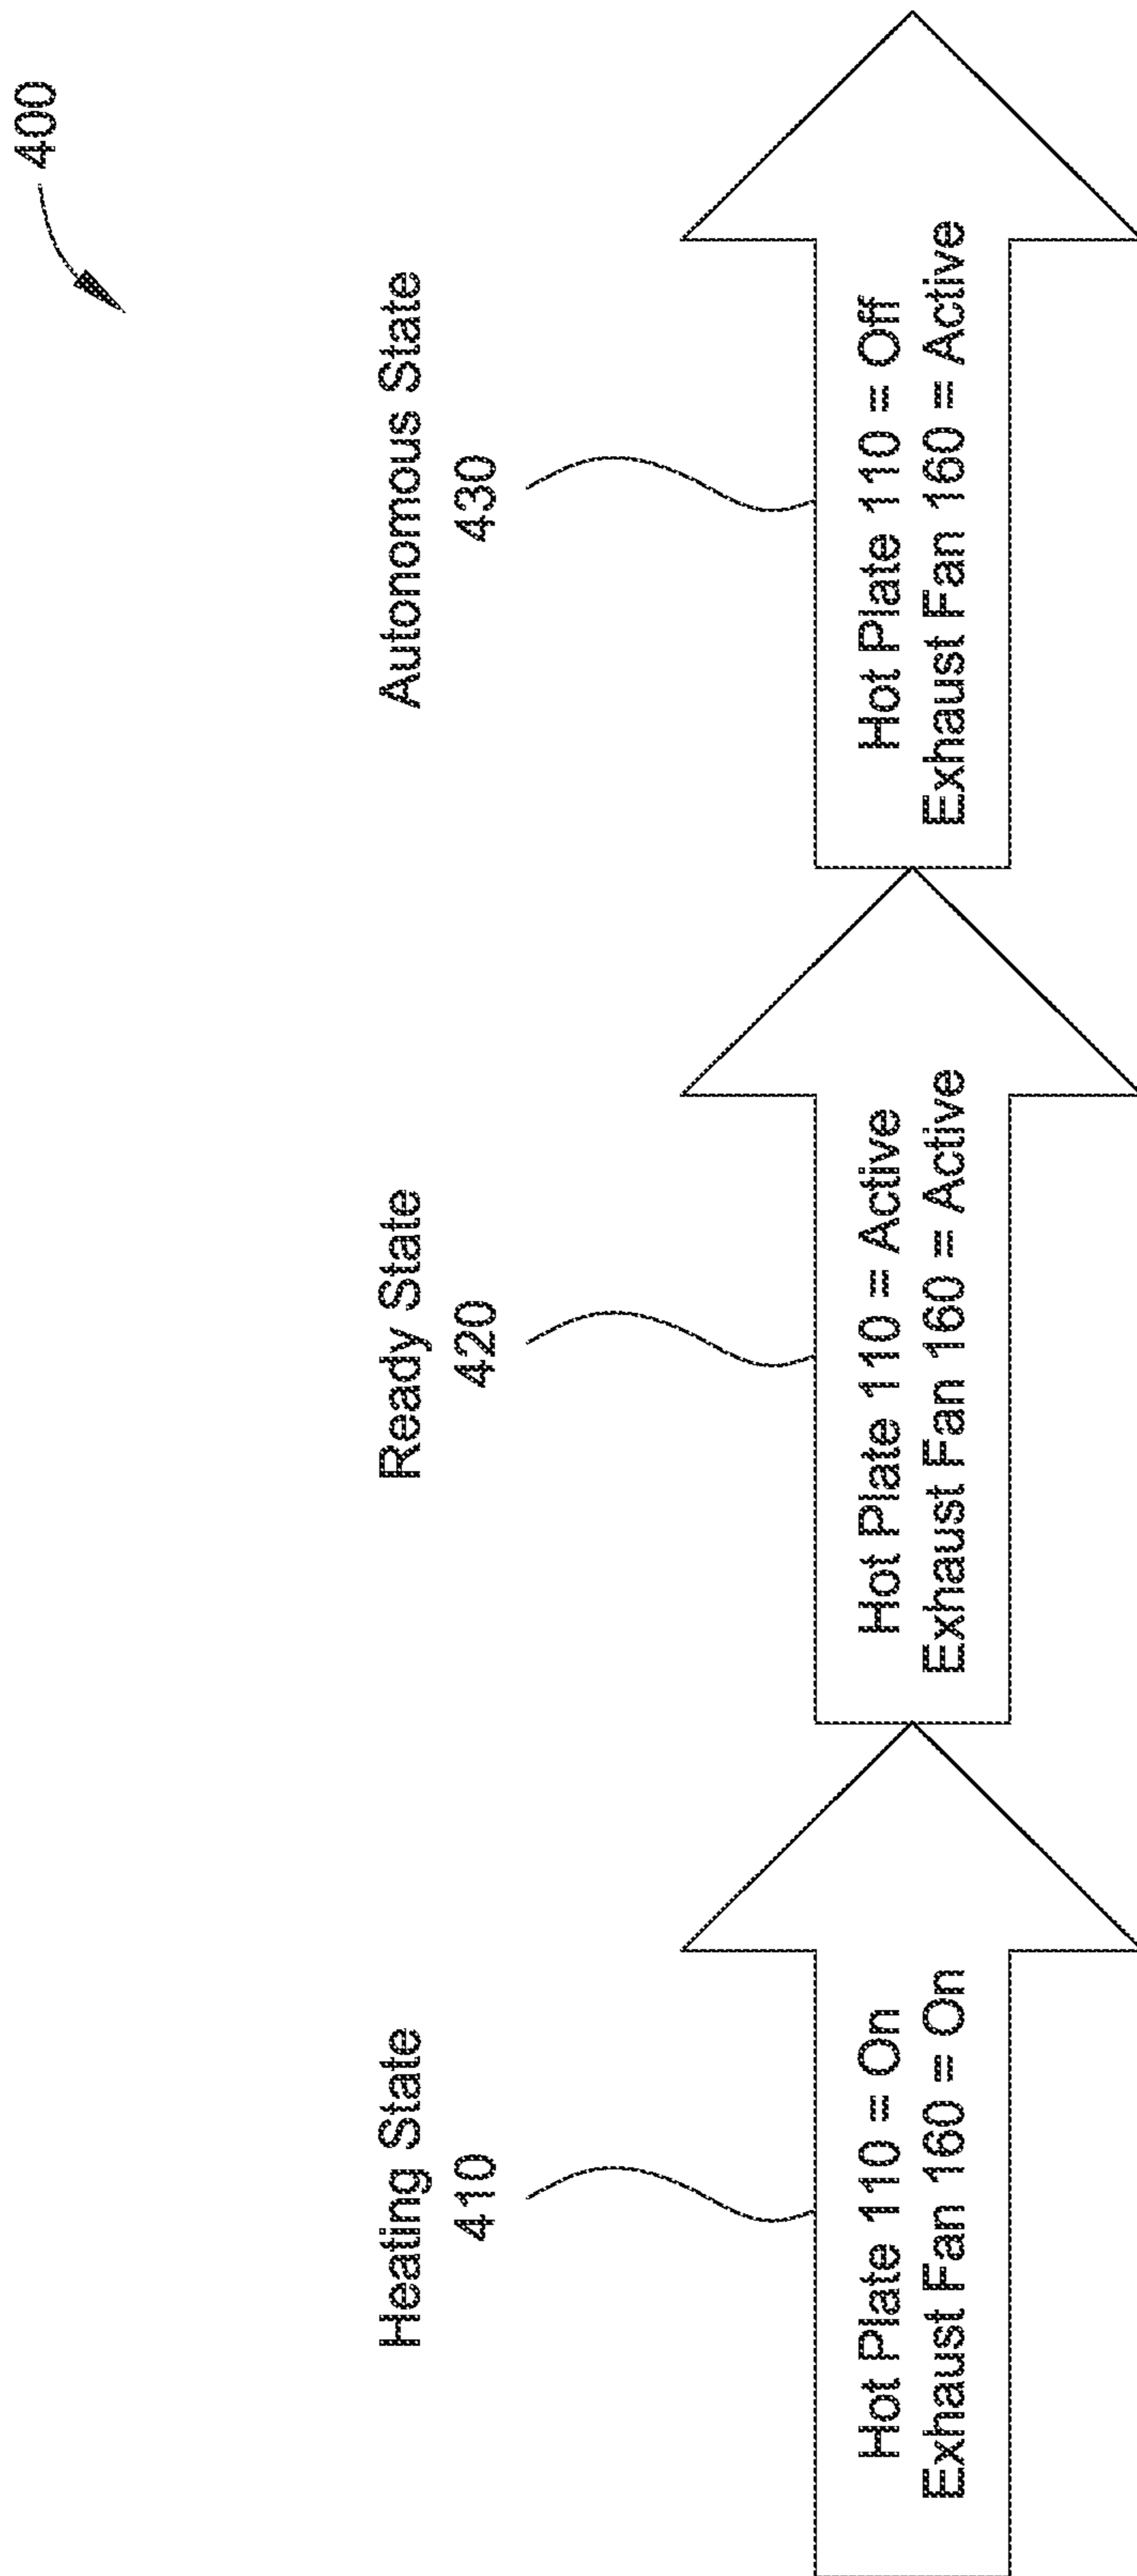 400
Heating State
410
Hot Plate 110 = On
Exhaust Fan 160 = On
Ready State
420
Hot Plate 110 = Active
Exhaust Fan 160 = Active
Autonomous State
430
Hot Plate 110 = Off
Exhaust Fan 160 = Active